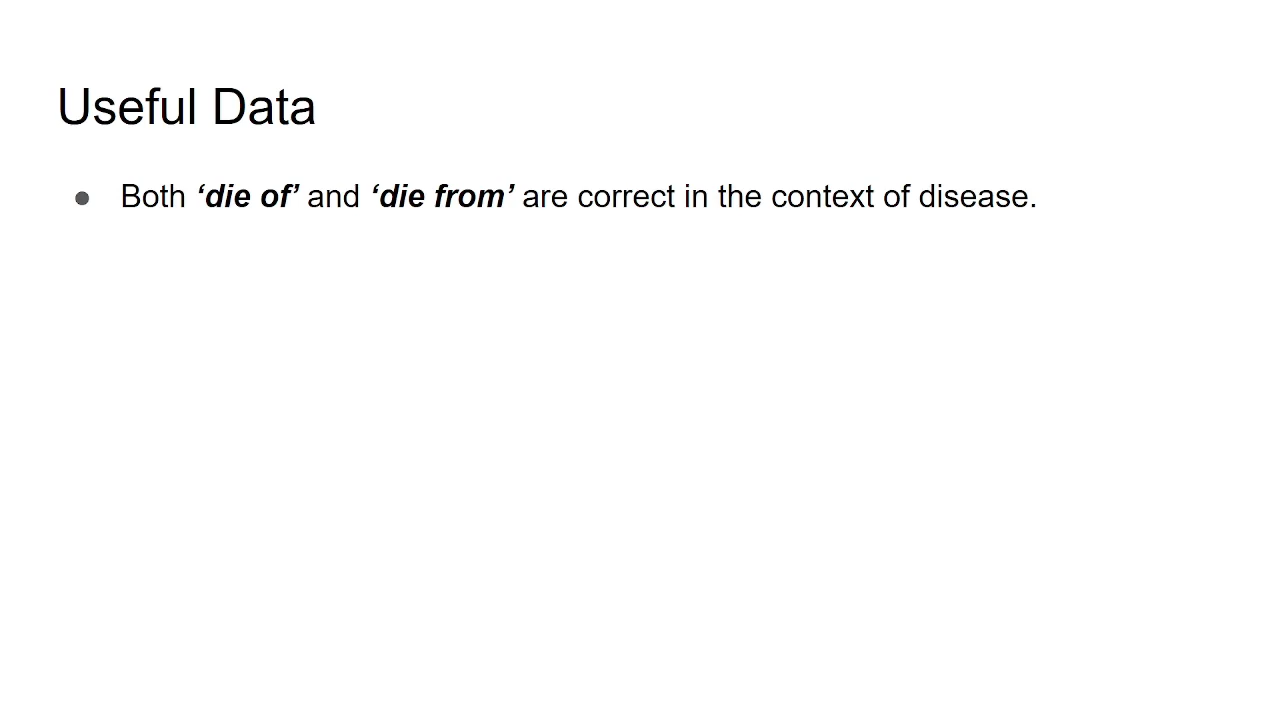 Useful Data
● Both ‘die of’ and ‘die from’ are correct in the context of disease.